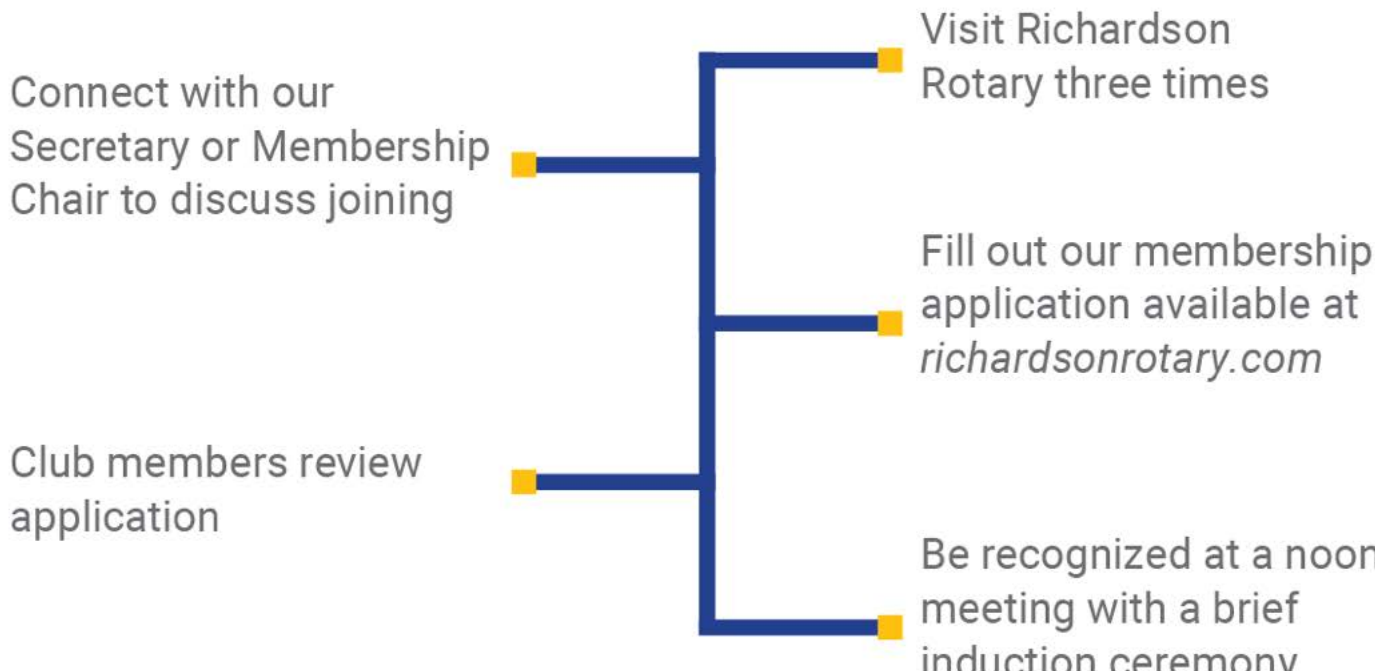 Visit Richardson
Rotary three times
Connect with our
Secretary or Membership
Chair to discuss joining
Fill out our membership
application available at
richardsonrotary.com
Club members review
application
Be recognized at a noon
meeting with a brief
induction ceremony